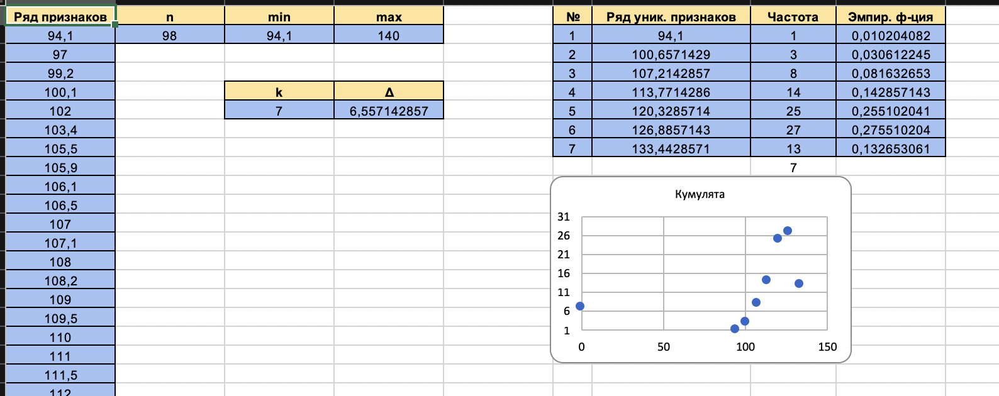 Ряд признаков n min max № Ряд уник. признаков Частота Эмпир. ф-ция
94,1 98 94,1 140 1 94,1 1 0,010204082
97 2 100,6571429 3 0,030612245
99,2 3 107,2142857 8 0,081632653
100,1 k Δ 4 113,7714286 14 0,142857143
102 7 6,557142857 5 120,3285714 25 0,255102041
103,4 6 126,8857143 27 0,275510204
105,5 7 133,4428571 13 0,132653061
105,9 7
106,1
106,5
107
107,1
108
108,2
109
109,5
110
111
111,5
112
Кумулята
31
26
21
16
11
6
1
0 50 100 150